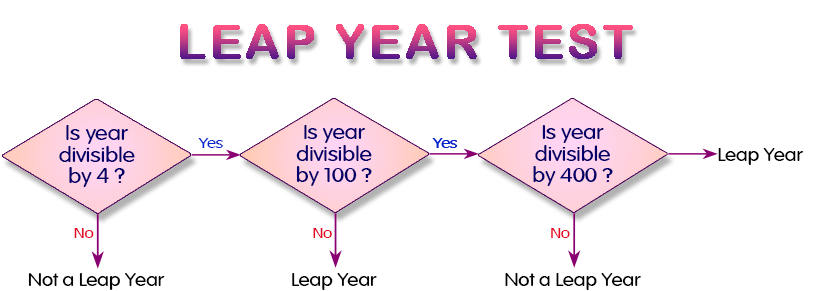 LEAP YEAR TEST
Is year
divisible
by 4 ?
Yes
Is year
divisible
by 100 ?
Yes
Is year
divisible
by 400 ?
Leap Year
No
No
No
Not a Leap Year
Leap Year
Not a Leap Year